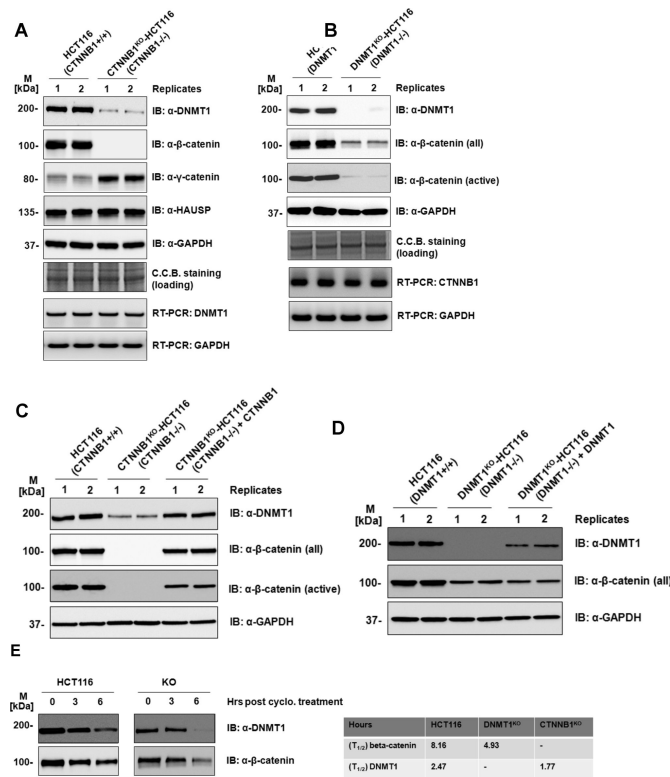 A
HCT116
(CTNNB1+/+)
CTNNB1KO-HCT116
(CTNNB1-/-)
M
[kDa]
1 2 1 2 Replicates
200- IB: α-DNMT1
100- IB: α-β-catenin
80- IB: α-γ-catenin
135- IB: α-HAUSP
37- IB: α-GAPDH
C.C.B. staining
(loading)
RT-PCR: DNMT1
RT-PCR: GAPDH
B
(DNMT1
DNMT1KO-HCT116
(DNMT1-/-)
M
[kDa]
1 2 1 2 Replicates
200- IB: α-DNMT1
100- IB: α-β-catenin (all)
100- IB: α-β-catenin (active)
37- IB: α-GAPDH
C.C.B. staining
(loading)
RT-PCR: CTNNB1
RT-PCR: GAPDH
C
HCT116
(CTNNB1+/+)
CTNNB1KO-HCT116
(CTNNB1-/-)
CTNNB1KO-HCT116
(CTNNB1-/-) + CTNNB1
M
[kDa]
1 2 1 2 1 2 Replicates
200- IB: α-DNMT1
100- IB: α-β-catenin (all)
100- IB: α-β-catenin (active)
37- IB: α-GAPDH
D
HCT116
(DNMT1+/+)
DNMT1KO-HCT116
(DNMT1-/-)
DNMT1KO-HCT116
(DNMT1-/-) + DNMT1
M
[kDa]
1 2 1 2 1 2 Replicates
200- IB: α-DNMT1
100- IB: α-β-catenin (all)
37- IB: α-GAPDH
E
HCT116 KO
M
[kDa]
0 3 6 0 3 6 Hrs post cyclo. treatment
200- IB: α-DNMT1
100- IB: α-β-catenin
Hours HCT116 DNMT1KO CTNNB1KO
(T1/2) beta-catenin 8.16 4.93 -
(T1/2) DNMT1 2.47 - 1.77